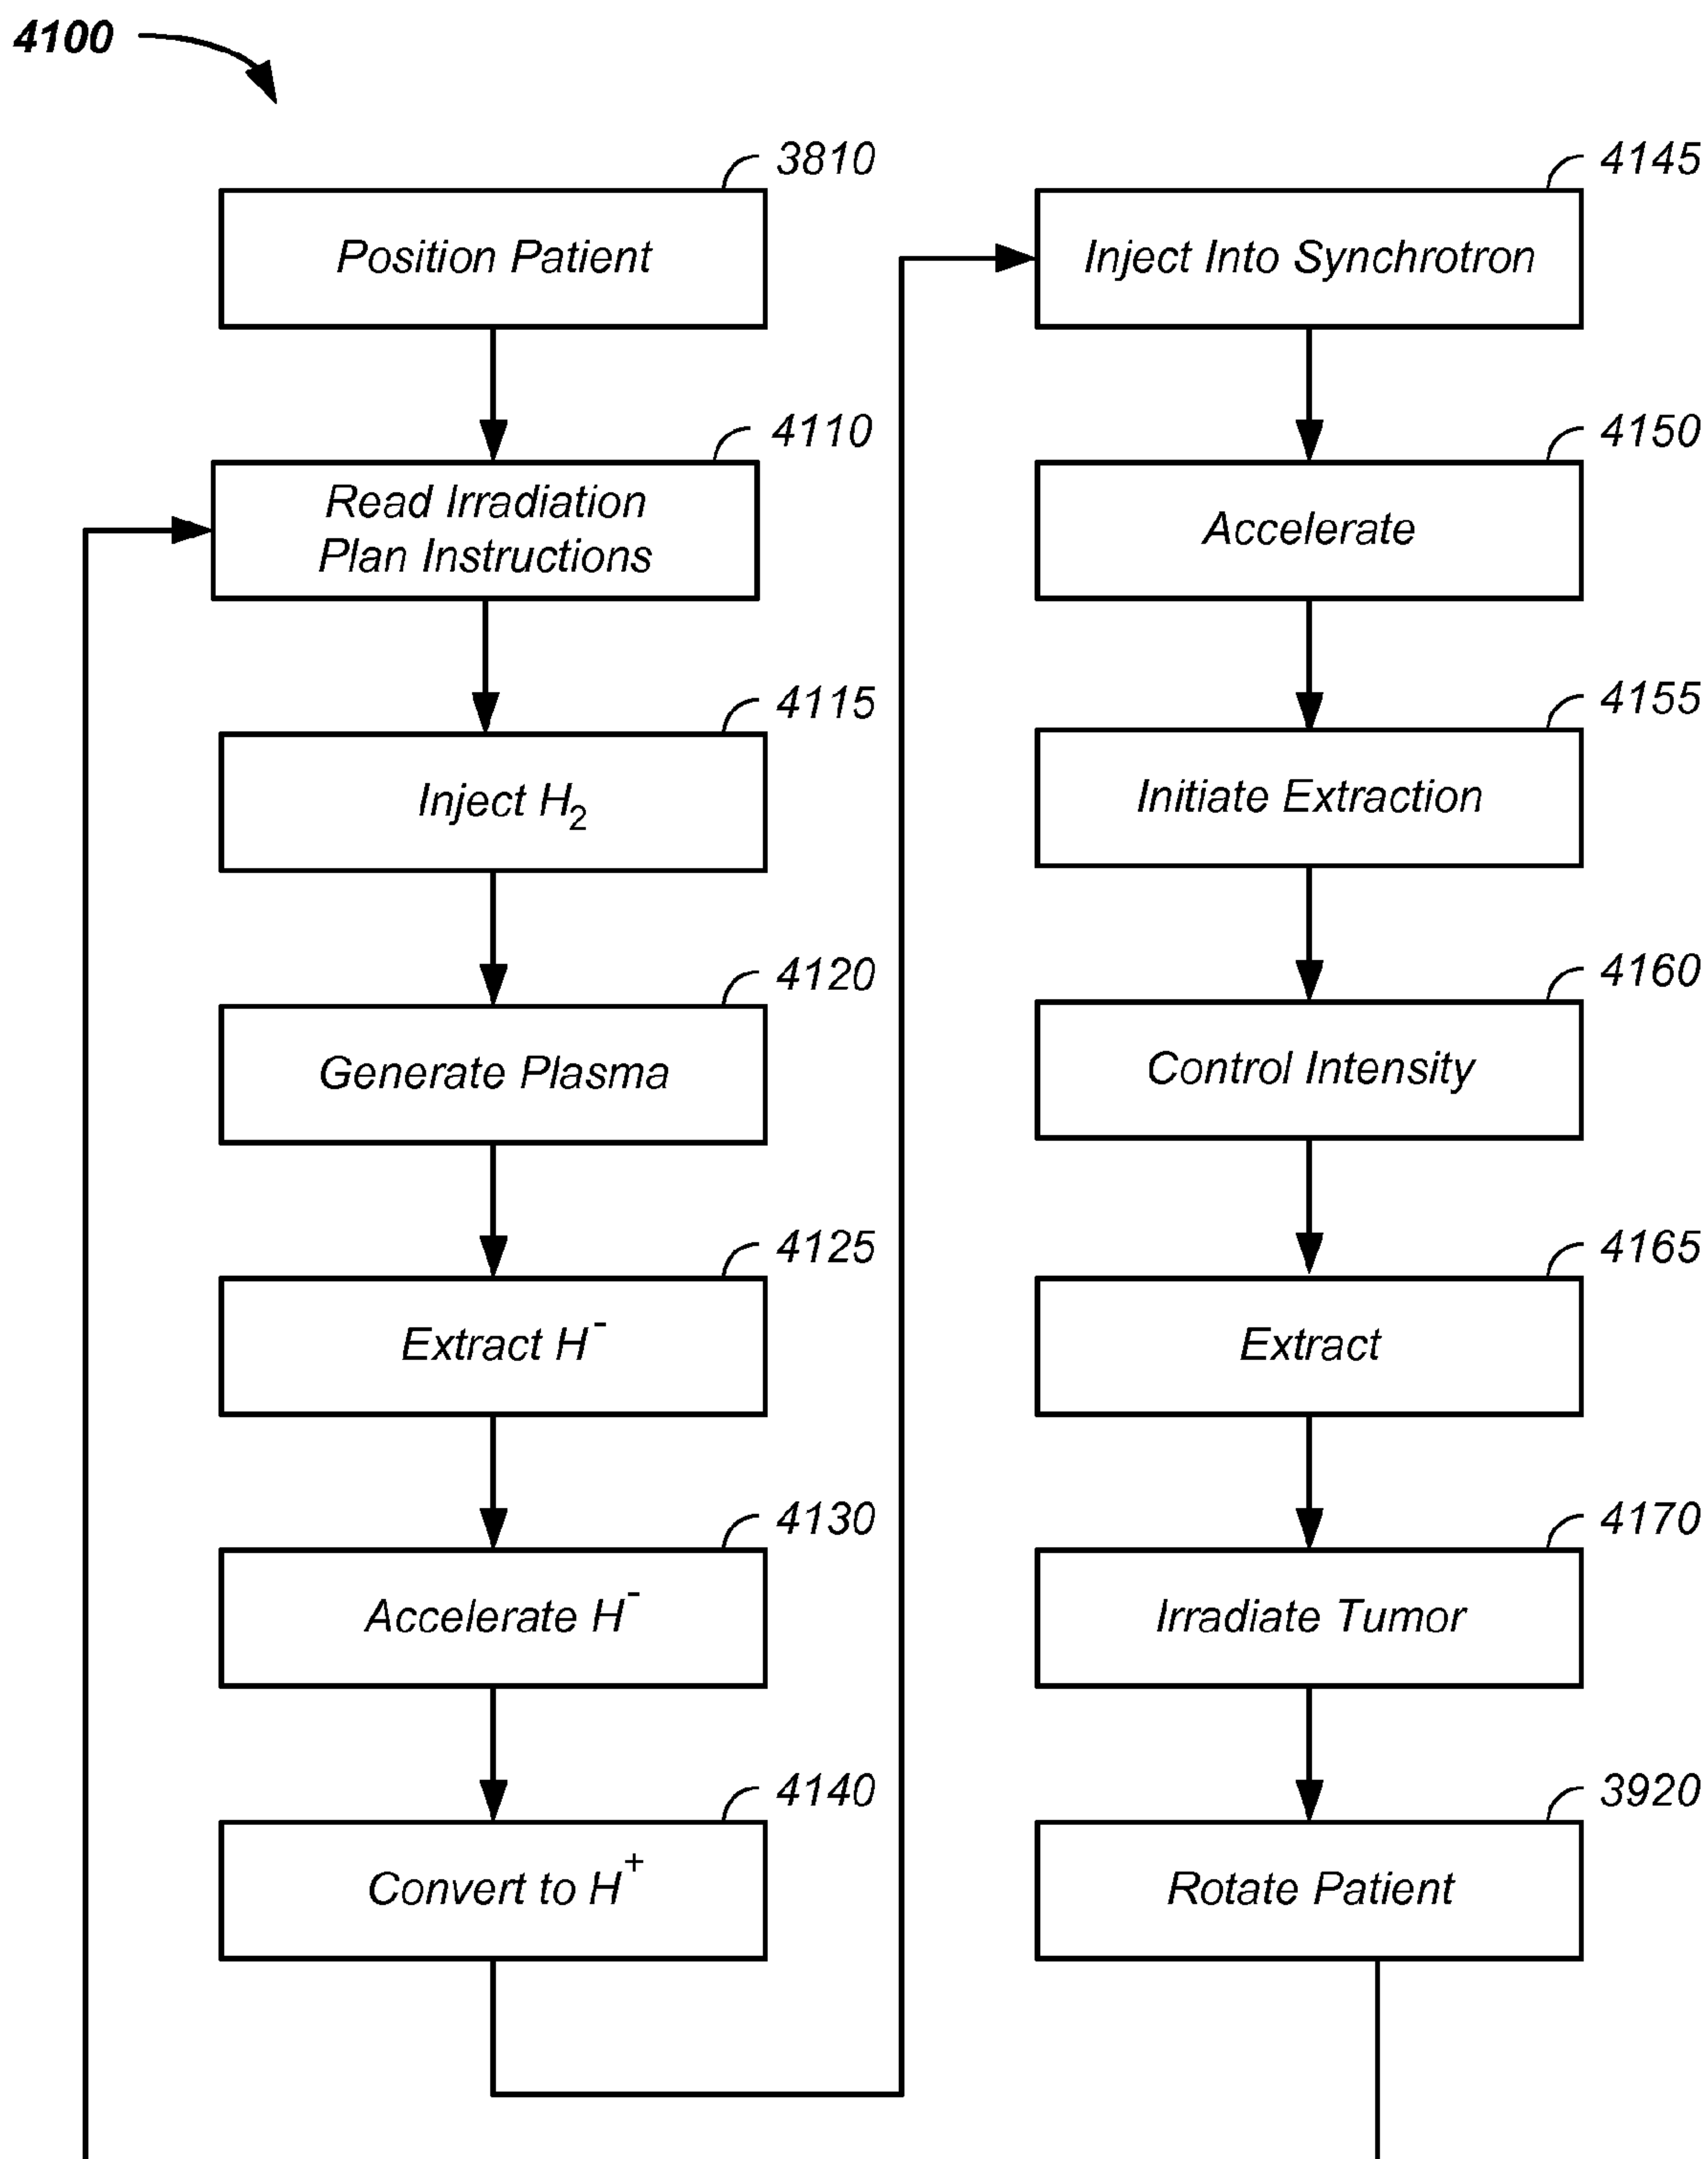 4100
3810
Position Patient
4110
Read Irradiation
Plan Instructions
4115
Inject H₂
4120
Generate Plasma
4125
Extract H⁻
4130
Accelerate H⁻
4140
Convert to H⁺
4145
Inject Into Synchrotron
4150
Accelerate
4155
Initiate Extraction
4160
Control Intensity
4165
Extract
4170
Irradiate Tumor
3920
Rotate Patient